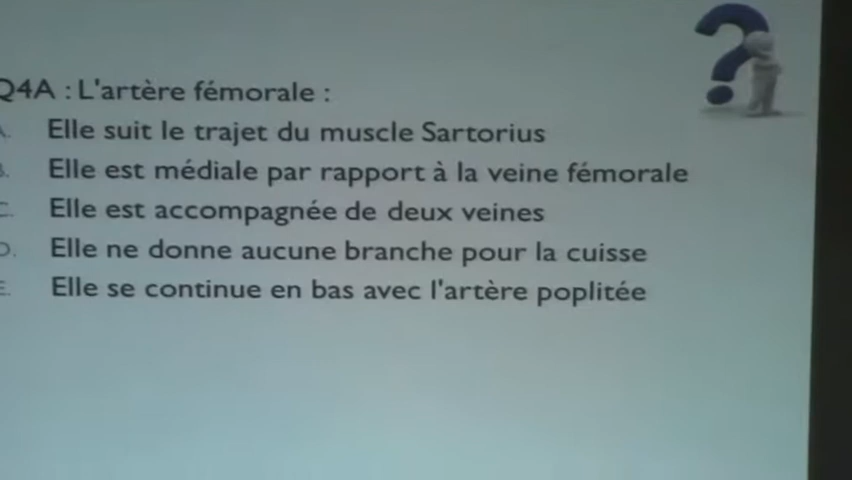 Q4A : L'artère fémorale :
A. Elle suit le trajet du muscle Sartorius
B. Elle est médiale par rapport à la veine fémorale
C. Elle est accompagnée de deux veines
D. Elle ne donne aucune branche pour la cuisse
E. Elle se continue en bas avec l'artère poplitée